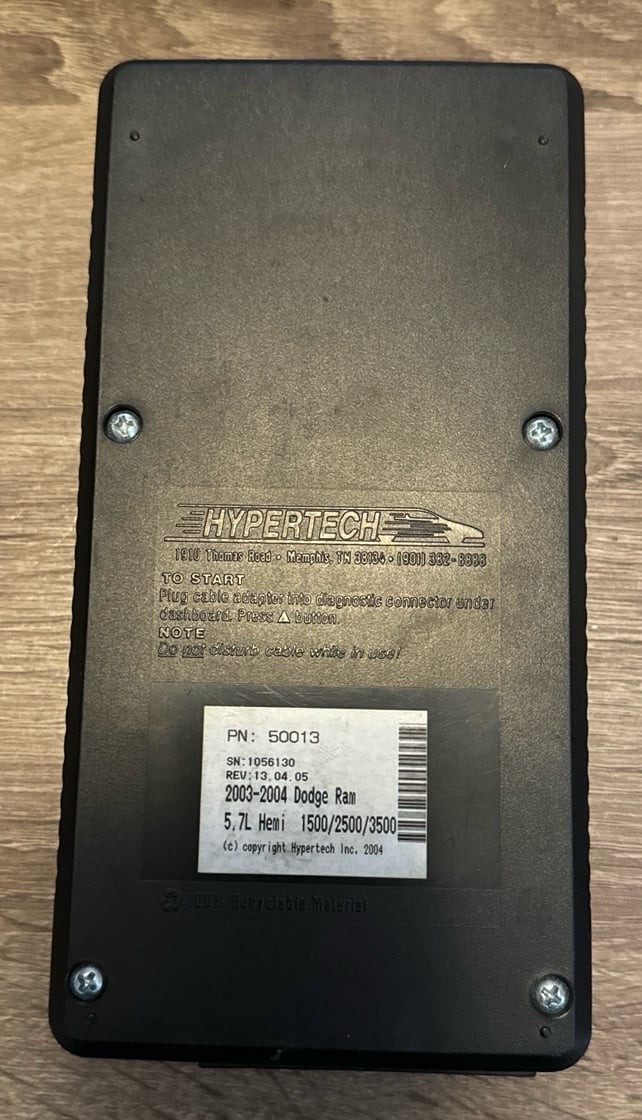 HYPERTECH
1910 Thomas Road • Memphis, TN 38134 • (901) 382-8888
TO START
Plug cable adapter into diagnostic connector under
dashboard. Press △ button.
NOTE
Do not disturb cable while in use!
PN: 50013
SN:1056130
REV:13.04.05
2003-2004 Dodge Ram
5.7L Hemi 1500/2500/3500
(c) copyright Hypertech Inc. 2004
100% Recyclable Material